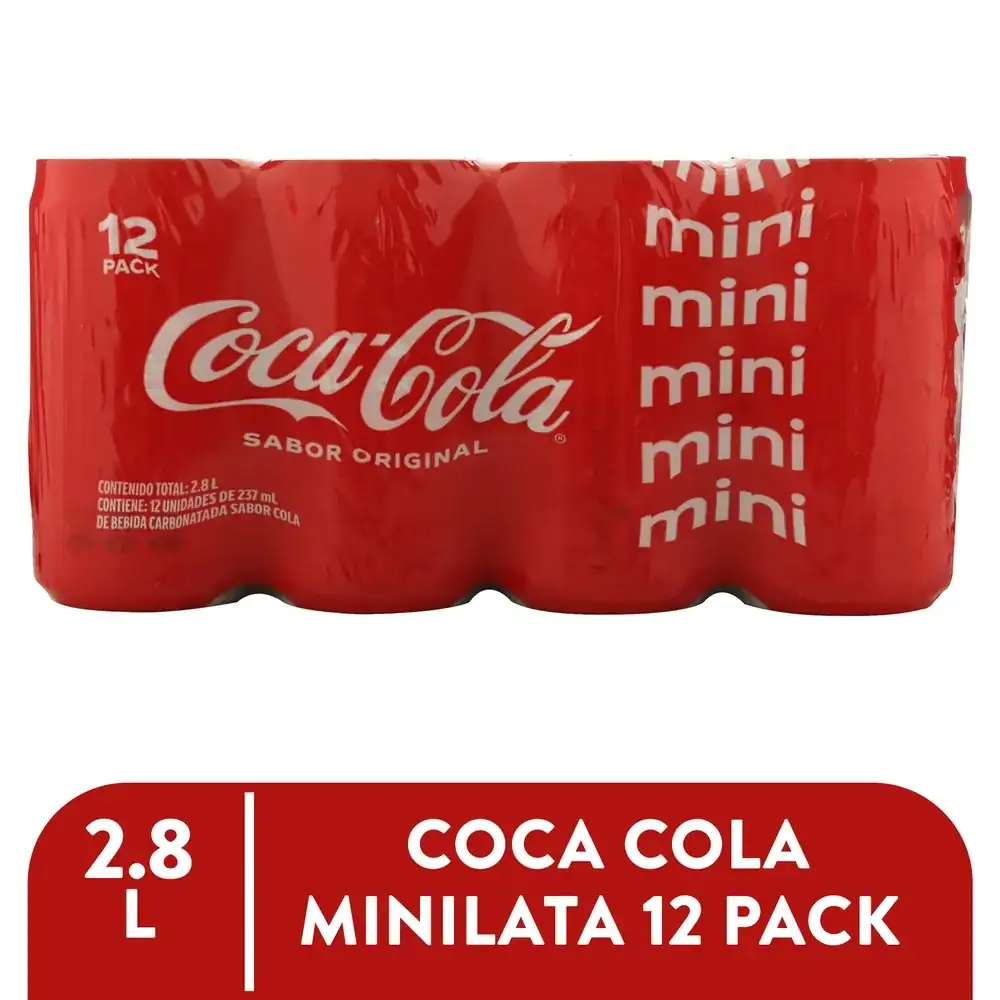 12
PACK
Coca-Cola
®
SABOR ORIGINAL
CONTENIDO TOTAL: 2.8 L
CONTIENE: 12 UNIDADES DE 237 mL
DE BEBIDA CARBONATADA SABOR COLA
mini
mini
mini
mini
mini
mini
2.8
L
COCA COLA
MINILATA 12 PACK